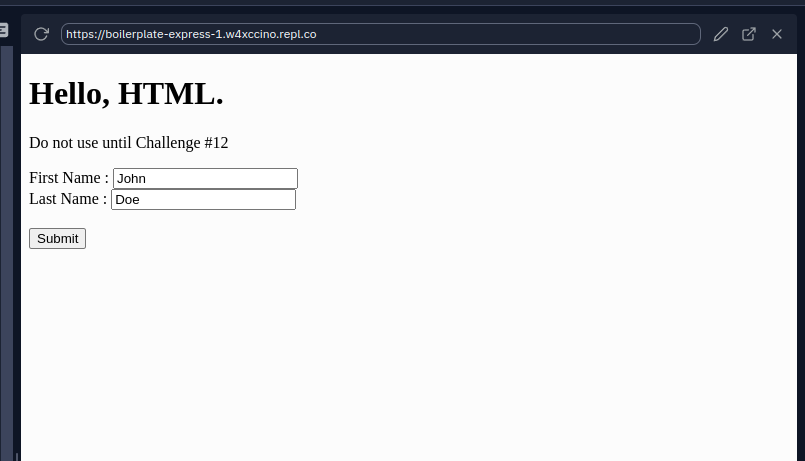 https://boilerplate-express-1.w4xccino.repl.co
Hello, HTML.
Do not use until Challenge #12
First Name : John
Last Name : Doe
Submit